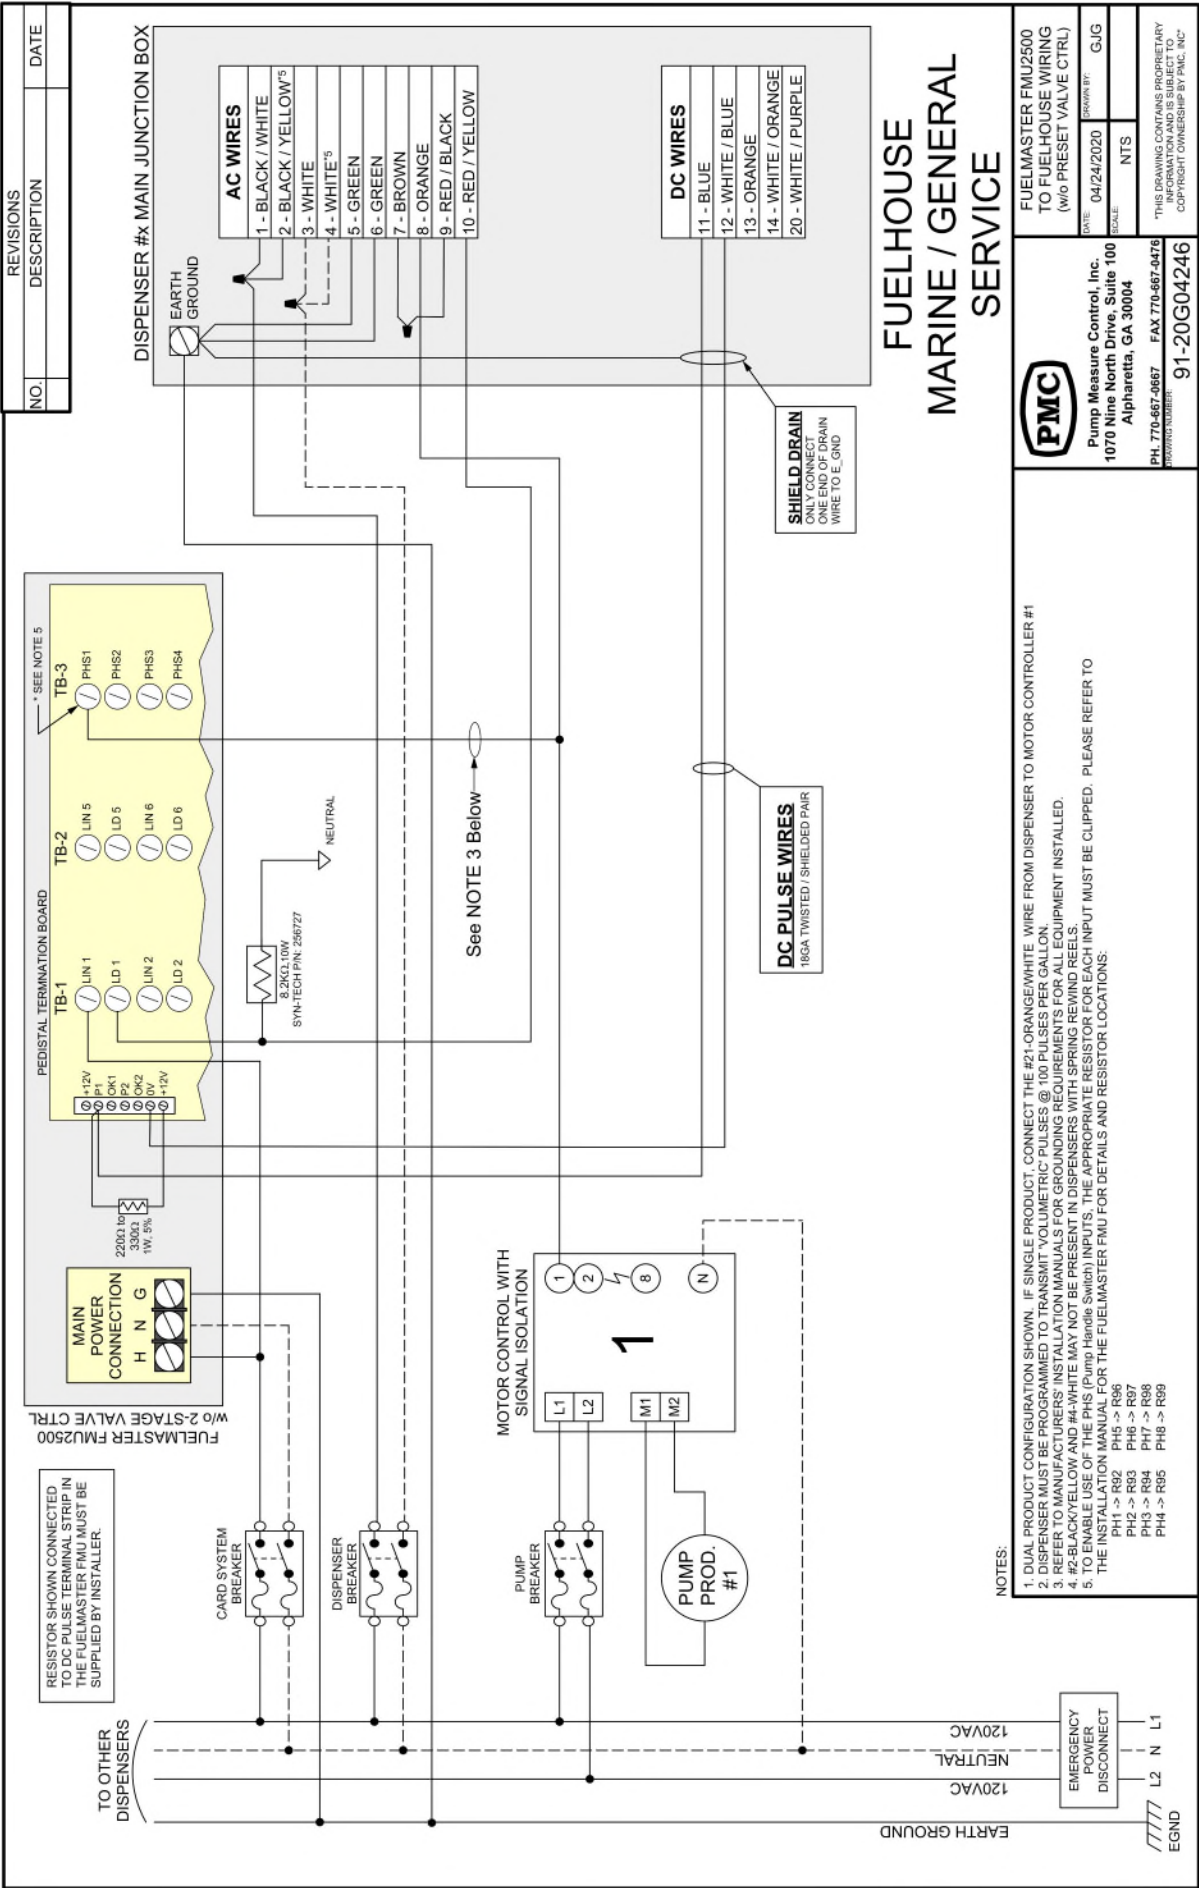 REVISIONS
NO. DESCRIPTION DATE
RESISTOR SHOWN CONNECTED
TO DC PULSE TERMINAL STRIP IN
THE FUELMASTER FMU MUST BE
SUPPLIED BY INSTALLER.
FUELMASTER FMU2500
w/o 2-STAGE VALVE CTRL
MAIN
POWER
CONNECTION
H N G
220Ω to
330Ω
1W, 5%
PEDISTAL TERMNATION BOARD
+12V
P1
OK1
P2
OK2
0V
+12V
TB-1
LIN 1
LD 1
LIN 2
LD 2
TB-2
LIN 5
LD 5
LIN 6
LD 6
TB-3
PHS1
PHS2
PHS3
PHS4
* SEE NOTE 5
8.2KΩ,10W
SYN-TECH P/N: 256727
NEUTRAL
DISPENSER #x MAIN JUNCTION BOX
EARTH
GROUND
AC WIRES
1 - BLACK / WHITE
2 - BLACK / YELLOW*5
3 - WHITE
4 - WHITE*5
5 - GREEN
6 - GREEN
7 - BROWN
8 - ORANGE
9 - RED / BLACK
10 - RED / YELLOW
DC WIRES
11 - BLUE
12 - WHITE / BLUE
13 - ORANGE
14 - WHITE / ORANGE
20 - WHITE / PURPLE
TO OTHER
DISPENSERS
CARD SYSTEM
BREAKER
DISPENSER
BREAKER
PUMP
BREAKER
See NOTE 3 Below
MOTOR CONTROL WITH
SIGNAL ISOLATION
L1
L2
M1
M2
1
1
2
8
N
PUMP
PROD.
#1
DC PULSE WIRES
18GA TWISTED / SHIELDED PAIR
SHIELD DRAIN
ONLY CONNECT
ONE END OF DRAIN
WIRE TO E_GND
120VAC
NEUTRAL
120VAC
EARTH GROUND
EMERGENCY
POWER
DISCONNECT
EGND
L2 N L1
FUELHOUSE
MARINE / GENERAL
SERVICE
NOTES:
1. DUAL PRODUCT CONFIGURATION SHOWN. IF SINGLE PRODUCT, CONNECT THE #21-ORANGE/WHITE WIRE FROM DISPENSER TO MOTOR CONTROLLER #1
2. DISPENSER MUST BE PROGRAMMED TO TRANSMIT 'VOLUMETRIC' PULSES @ 100 PULSES PER GALLON.
3. REFER TO MANUFACTURERS' INSTALLATION MANUALS FOR GROUNDING REQUIREMENTS FOR ALL EQUIPMENT INSTALLED.
4. #2-BLACK/YELLOW AND #4-WHITE MAY NOT BE PRESENT IN DISPENSERS WITH SPRING REWIND REELS.
5. TO ENABLE USE OF THE PHS (Pump Handle Switch) INPUTS, THE APPROPRIATE RESISTOR FOR EACH INPUT MUST BE CLIPPED. PLEASE REFER TO
THE INSTALLATION MANUAL FOR THE FUELMASTER FMU FOR DETAILS AND RESISTOR LOCATIONS:
PH1 -> R92 PH5 -> R96
PH2 -> R93 PH6 -> R97
PH3 -> R94 PH7 -> R98
PH4 -> R95 PH8 -> R99
PMC
Pump Measure Control, Inc.
1070 Nine North Drive, Suite 100
Alpharetta, GA 30004
PH. 770-667-0667 FAX 770-667-0476
DRAWING NUMBER:
91-20G04246
FUELMASTER FMU2500
TO FUELHOUSE WIRING
(w/o PRESET VALVE CTRL)
DATE: 04/24/2020 DRAWN BY: GJG
SCALE: NTS
"THIS DRAWING CONTAINS PROPRIETARY
INFORMATION AND IS SUBJECT TO
COPYRIGHT OWNERSHIP BY PMC, INC"